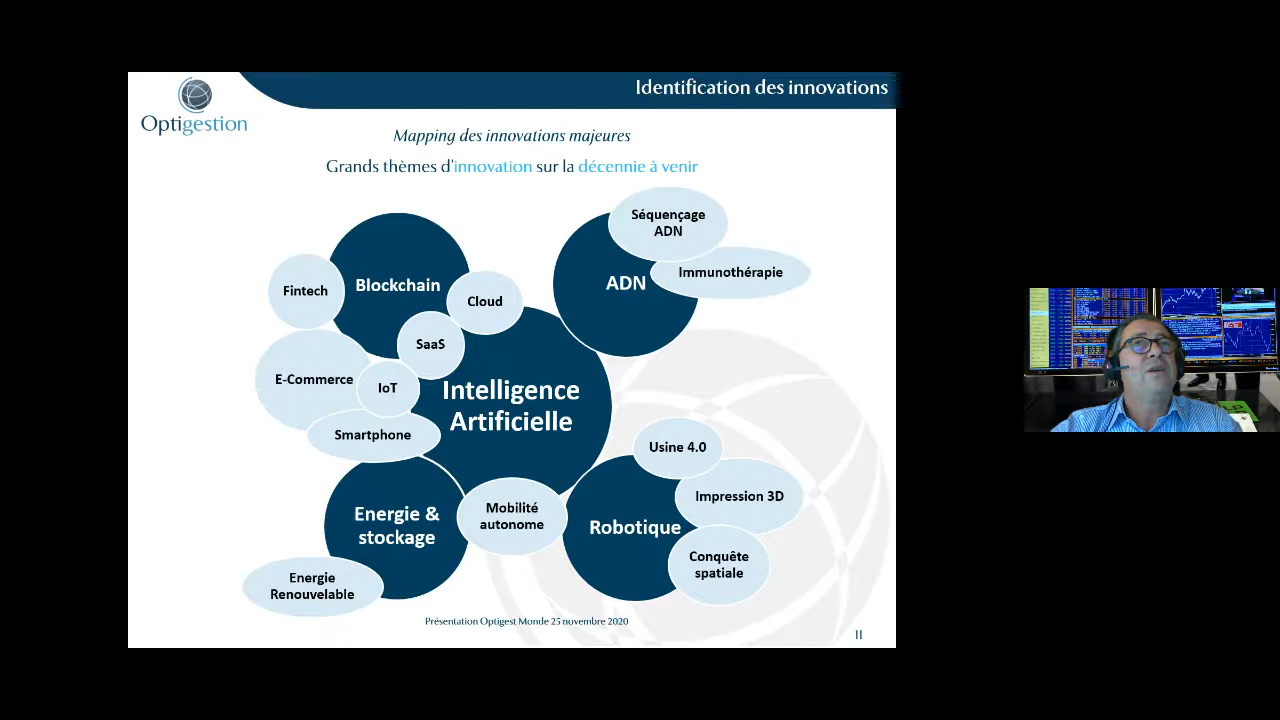 Identification des innovations
Optigestion
Mapping des innovations majeures
Grands thèmes d'innovation sur la décennie à venir
Séquençage
ADN
Immunothérapie
ADN
Blockchain
Fintech
Cloud
SaaS
E-Commerce
IoT
Intelligence
Artificielle
Smartphone
Usine 4.0
Impression 3D
Mobilité
autonome
Robotique
Energie &
stockage
Conquête
spatiale
Energie
Renouvelable
Présentation Optigest Monde 25 novembre 2020
11